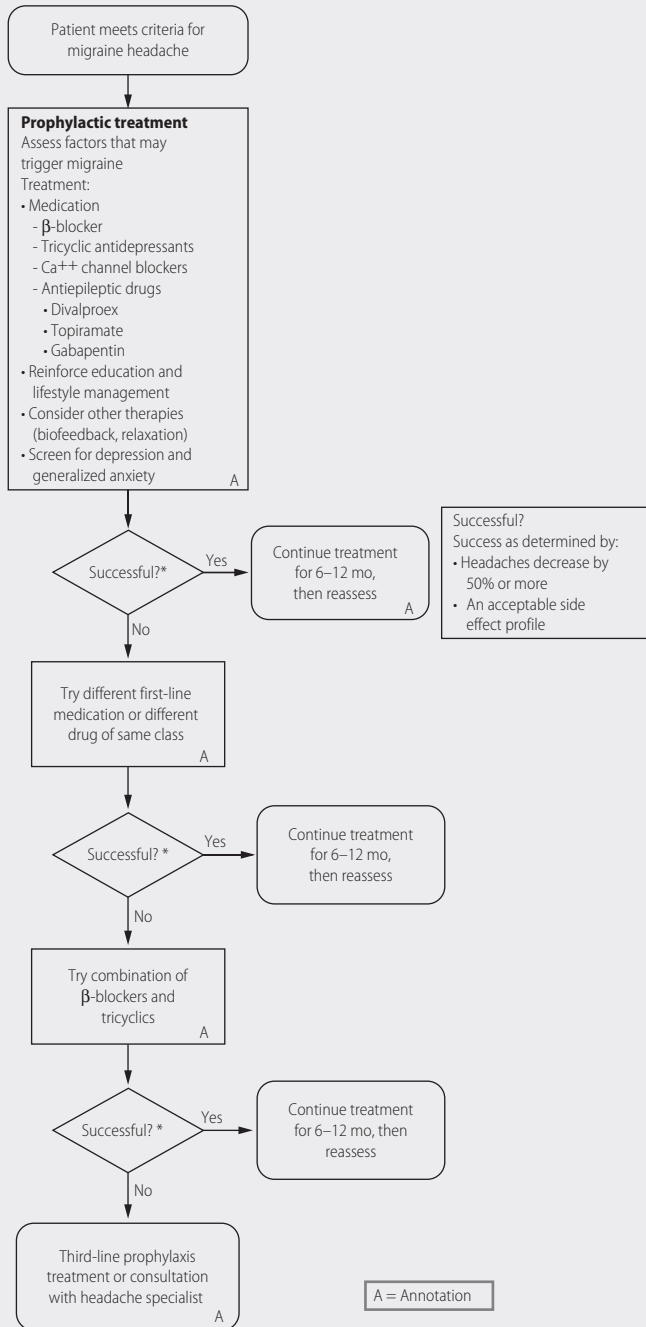 Patient meets criteria for
migraine headache
Prophylactic treatment
Assess factors that may
trigger migraine
Treatment:
• Medication
- β-blocker
- Tricyclic antidepressants
- Ca++ channel blockers
- Antiepileptic drugs
• Divalproex
• Topiramate
• Gabapentin
• Reinforce education and
lifestyle management
• Consider other therapies
(biofeedback, relaxation)
• Screen for depression and
generalized anxiety
A
Successful?*
Yes
Continue treatment
for 6–12 mo,
then reassess
A
Successful?
Success as determined by:
• Headaches decrease by
50% or more
• An acceptable side
effect profile
No
Try different first-line
medication or different
drug of same class
A
Successful? *
Yes
Continue treatment
for 6–12 mo,
then reassess
No
Try combination of
β-blockers and
tricyclics
A
Successful? *
Yes
Continue treatment
for 6–12 mo, then
reassess
No
Third-line prophylaxis
treatment or consultation
with headache specialist
A
A = Annotation